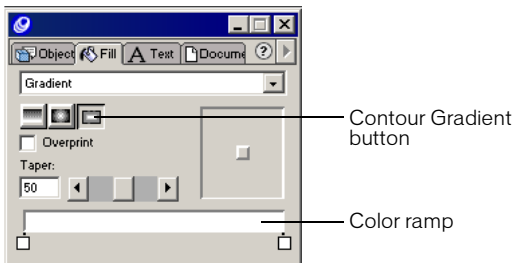 Object Fill A Text Docume ?
Gradient
Contour Gradient
button
Overprint
Taper:
50
Color ramp